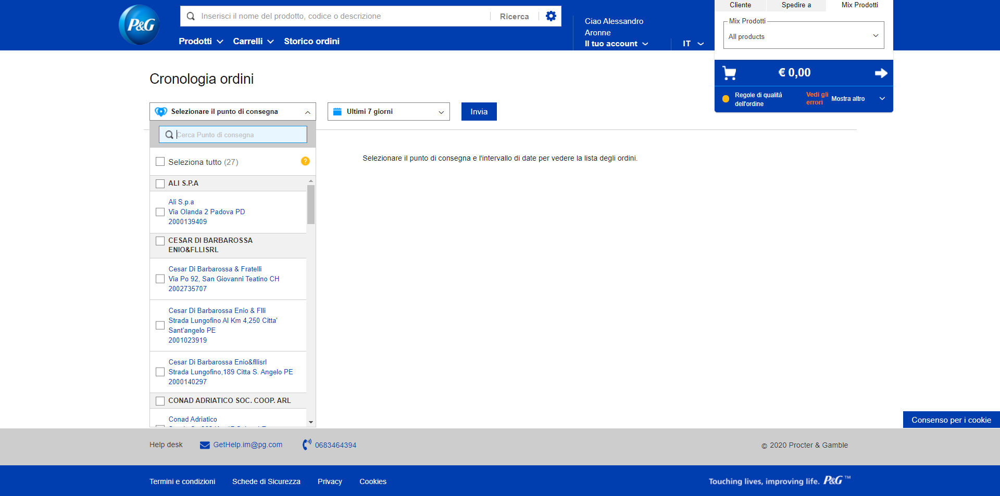 P&G
Inserisci il nome del prodotto, codice o descrizione
Ricerca
Prodotti
Carrelli
Storico ordini
Ciao Alessandro
Aronne
Il tuo account
IT
Cliente
Spedire a
Mix Prodotti
Mix Prodotti
All products
€ 0,00
Regole di qualità
dell'ordine
Vedi gli
errori
Mostra altro
Cronologia ordini
Selezionare il punto di consegna
Ultimi 7 giorni
Invia
Cerca Punto di consegna
Seleziona tutto (27)
?
Selezionare il punto di consegna e l'intervallo di date per vedere la lista degli ordini.
ALI S.P.A
Ali S.p.a
Via Olanda 2 Padova PD
2000139409
CESAR DI BARBAROSSA
ENIO&FLLISRL
Cesar Di Barbarossa & Fratelli
Via Po 92, San Giovanni Teatino CH
2002735707
Cesar Di Barbarossa Enio & Flli
Strada Lungofino Al Km 4,250 Citta'
Sant'angelo PE
2001023919
Cesar Di Barbarossa Enio&fllisrl
Strada Lungofino,189 Citta S. Angelo PE
2000140297
CONAD ADRIATICO SOC. COOP. ARL
Conad Adriatico
Consenso per i cookie
Help desk
GetHelp.im@pg.com
0683464394
© 2020 Procter & Gamble
Termini e condizioni
Schede di Sicurezza
Privacy
Cookies
Touching lives, improving life. P&G™